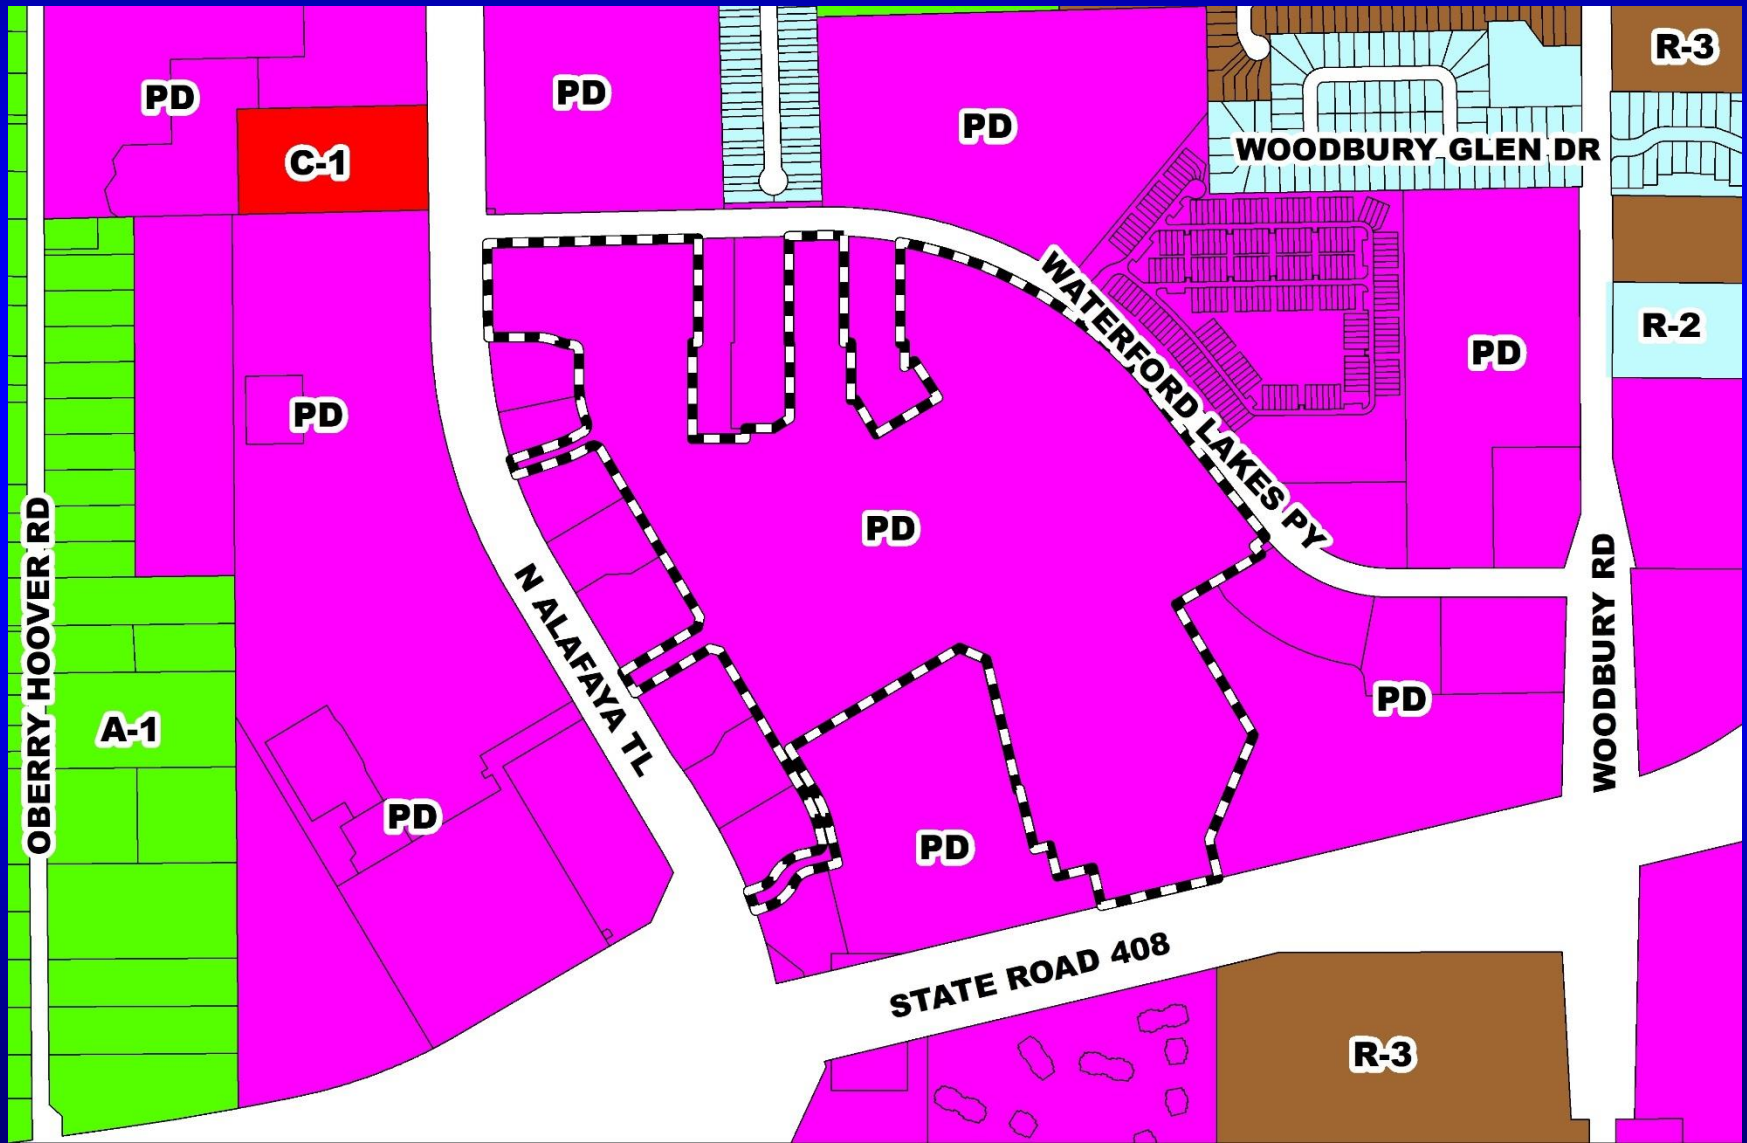 R-3
PD
PD
PD
WOODBURY GLEN DR
C-1
R-2
WATERFORD LAKES PY
PD
PD
PD
OBERRY HOOVER RD
WOODBURY RD
N ALAFAYA TL
PD
A-1
PD
PD
STATE ROAD 408
R-3